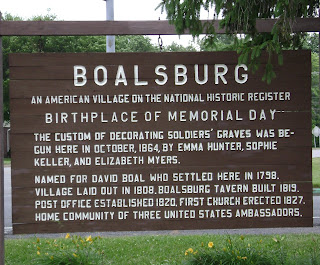 BOALSBURG
AN AMERICAN VILLAGE ON THE NATIONAL HISTORIC REGISTER
BIRTHPLACE OF MEMORIAL DAY
THE CUSTOM OF DECORATING SOLDIERS' GRAVES WAS BE-
GUN HERE IN OCTOBER, 1864, BY EMMA HUNTER, SOPHIE
KELLER, AND ELIZABETH MYERS.
NAMED FOR DAVID BOAL WHO SETTLED HERE IN 1798.
VILLAGE LAID OUT IN 1808. BOALSBURG TAVERN BUILT 1819.
POST OFFICE ESTABLISHED 1820. FIRST CHURCH ERECTED 1827.
HOME COMMUNITY OF THREE UNITED STATES AMBASSADORS.